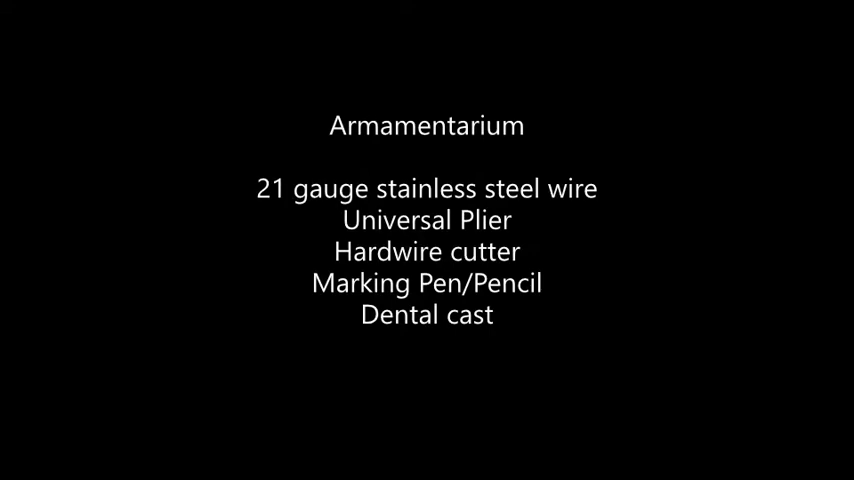 Armamentarium
21 gauge stainless steel wire
Universal Plier
Hardwire cutter
Marking Pen/Pencil
Dental cast